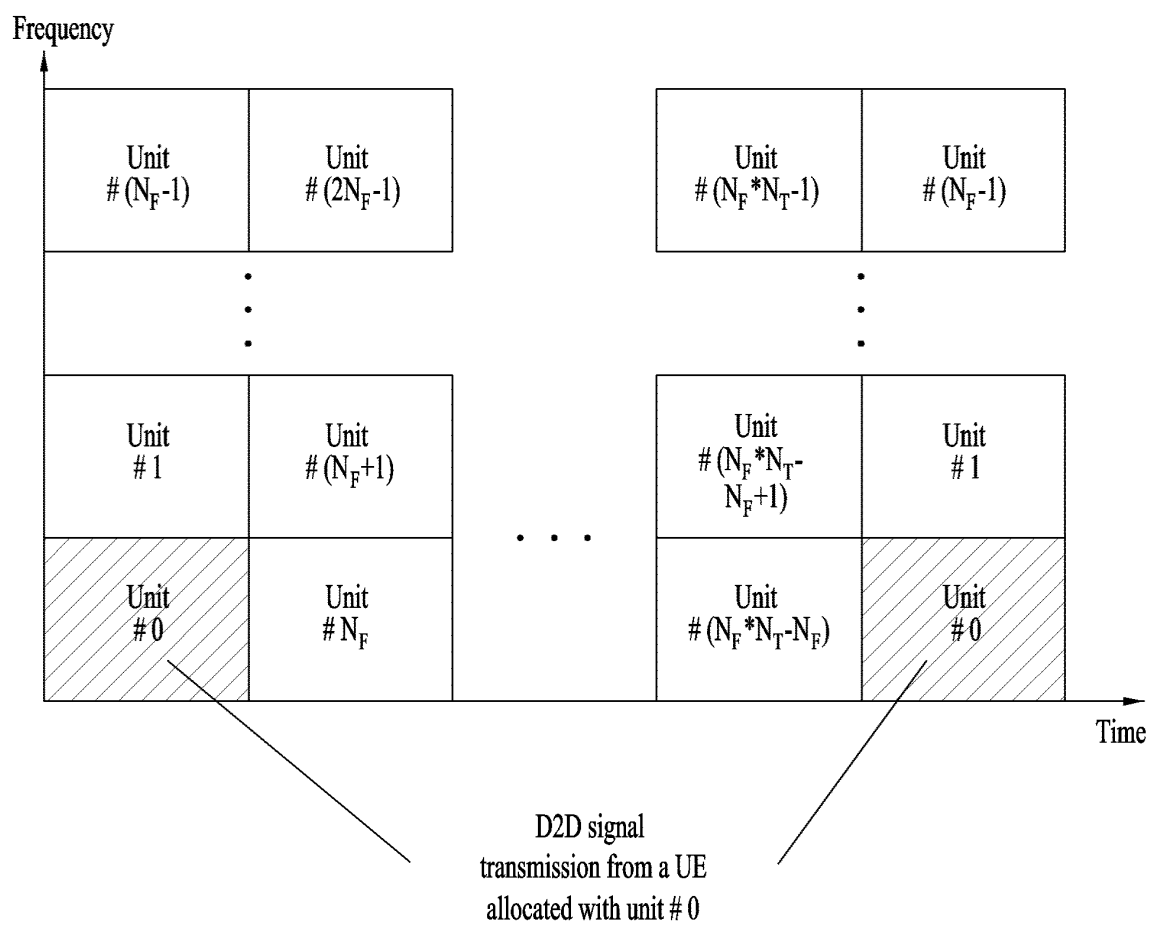 Frequency
Unit
# (N_F-1)
Unit
# (2N_F-1)
Unit
# (N_F*N_T-1)
Unit
# (N_F-1)
Unit
# 1
Unit
# (N_F+1)
Unit
# (N_F*N_T-
N_F+1)
Unit
# 1
Unit
# 0
Unit
# N_F
Unit
# (N_F*N_T-N_F)
Unit
# 0
Time
D2D signal
transmission from a UE
allocated with unit # 0